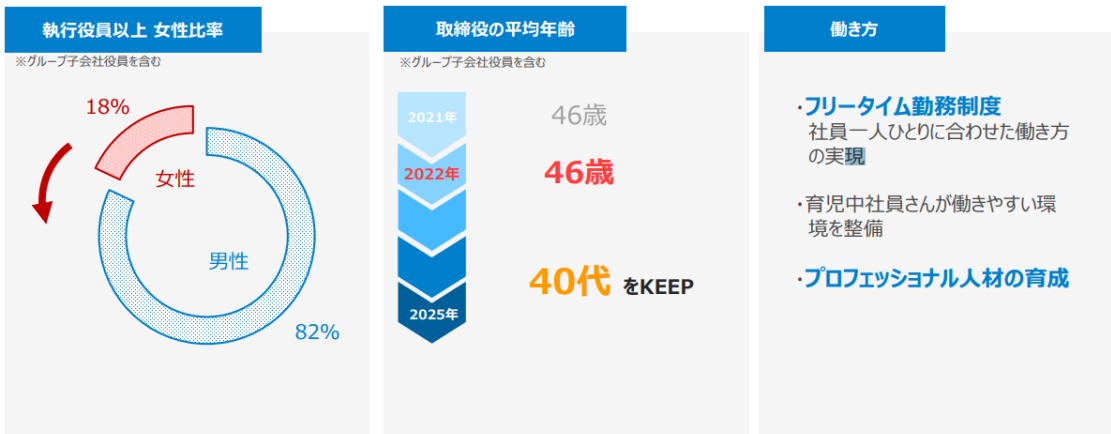 執行役員以上 女性比率
※グループ子会社役員を含む
18%
女性
男性
82%
取締役の平均年齢
※グループ子会社役員を含む
2021年
46歳
2022年
46歳
40代 をKEEP
2025年
働き方
・フリータイム勤務制度
社員一人ひとりに合わせた働き方
の実現
・育児中社員さんが働きやすい環
境を整備
・プロフェッショナル人材の育成